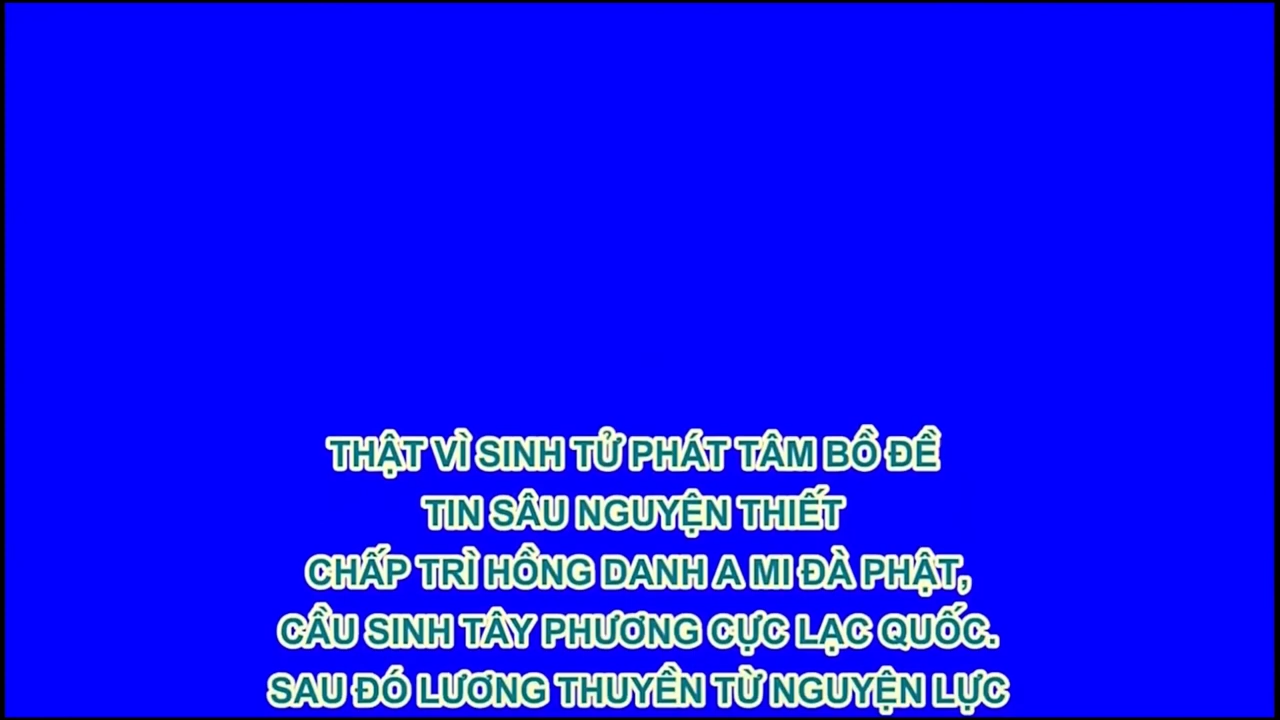 THẬT VÌ SINH TỬ PHÁT TÂM BỒ ĐỀ
TIN SÂU NGUYỆN THIẾT
CHẤP TRÌ HỒNG DANH A MI ĐÀ PHẬT,
CẦU SINH TÂY PHƯƠNG CỰC LẠC QUỐC.
SAU ĐÓ LƯƠNG THUYỀN TỪ NGUYỆN LỰC